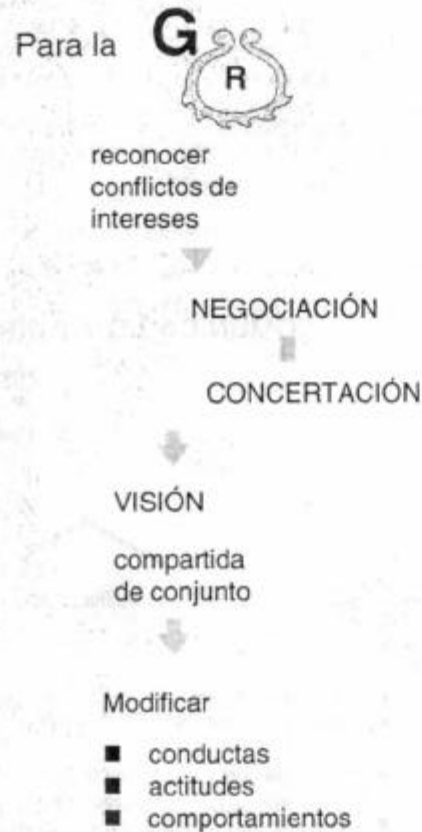 Para la G
R
reconocer
conflictos de
intereses
NEGOCIACIÓN
CONCERTACIÓN
VISIÓN
compartida
de conjunto
Modificar
■ conductas
■ actitudes
■ comportamientos